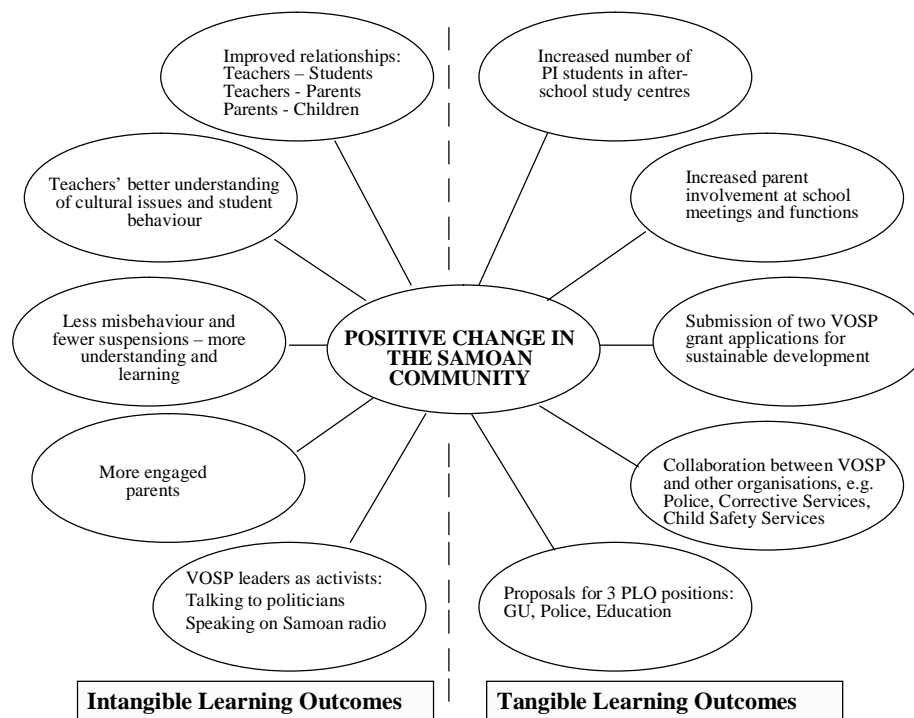 Improved relationships:
Teachers – Students
Teachers - Parents
Parents - Children
Increased number of
PI students in after-
school study centres
Teachers’ better understanding
of cultural issues and student
behaviour
Increased parent
involvement at school
meetings and functions
Less misbehaviour and
fewer suspensions – more
understanding and
learning
POSITIVE CHANGE IN
THE SAMOAN
COMMUNITY
Submission of two VOSP
grant applications for
sustainable development
More engaged
parents
Collaboration between VOSP
and other organisations, e.g.
Police, Corrective Services,
Child Safety Services
VOSP leaders as activists:
Talking to politicians
Speaking on Samoan radio
Proposals for 3 PLO positions:
GU, Police, Education
Intangible Learning Outcomes
Tangible Learning Outcomes